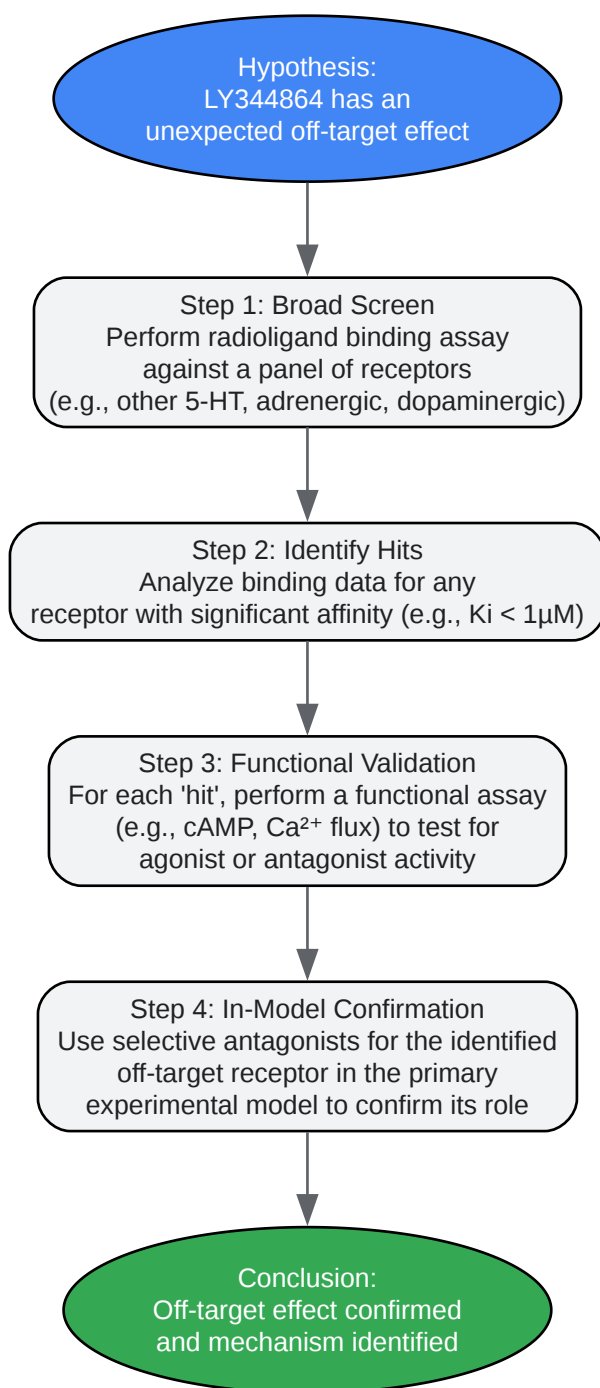 Hypothesis:
LY344864 has an
unexpected off-target effect
Step 1: Broad Screen
Perform radioligand binding assay
against a panel of receptors
(e.g., other 5-HT, adrenergic, dopaminergic)
Step 2: Identify Hits
Analyze binding data for any
receptor with significant affinity (e.g., Ki < 1µM)
Step 3: Functional Validation
For each 'hit', perform a functional assay
(e.g., cAMP, Ca²⁺ flux) to test for
agonist or antagonist activity
Step 4: In-Model Confirmation
Use selective antagonists for the identified
off-target receptor in the primary
experimental model to confirm its role
Conclusion:
Off-target effect confirmed
and mechanism identified